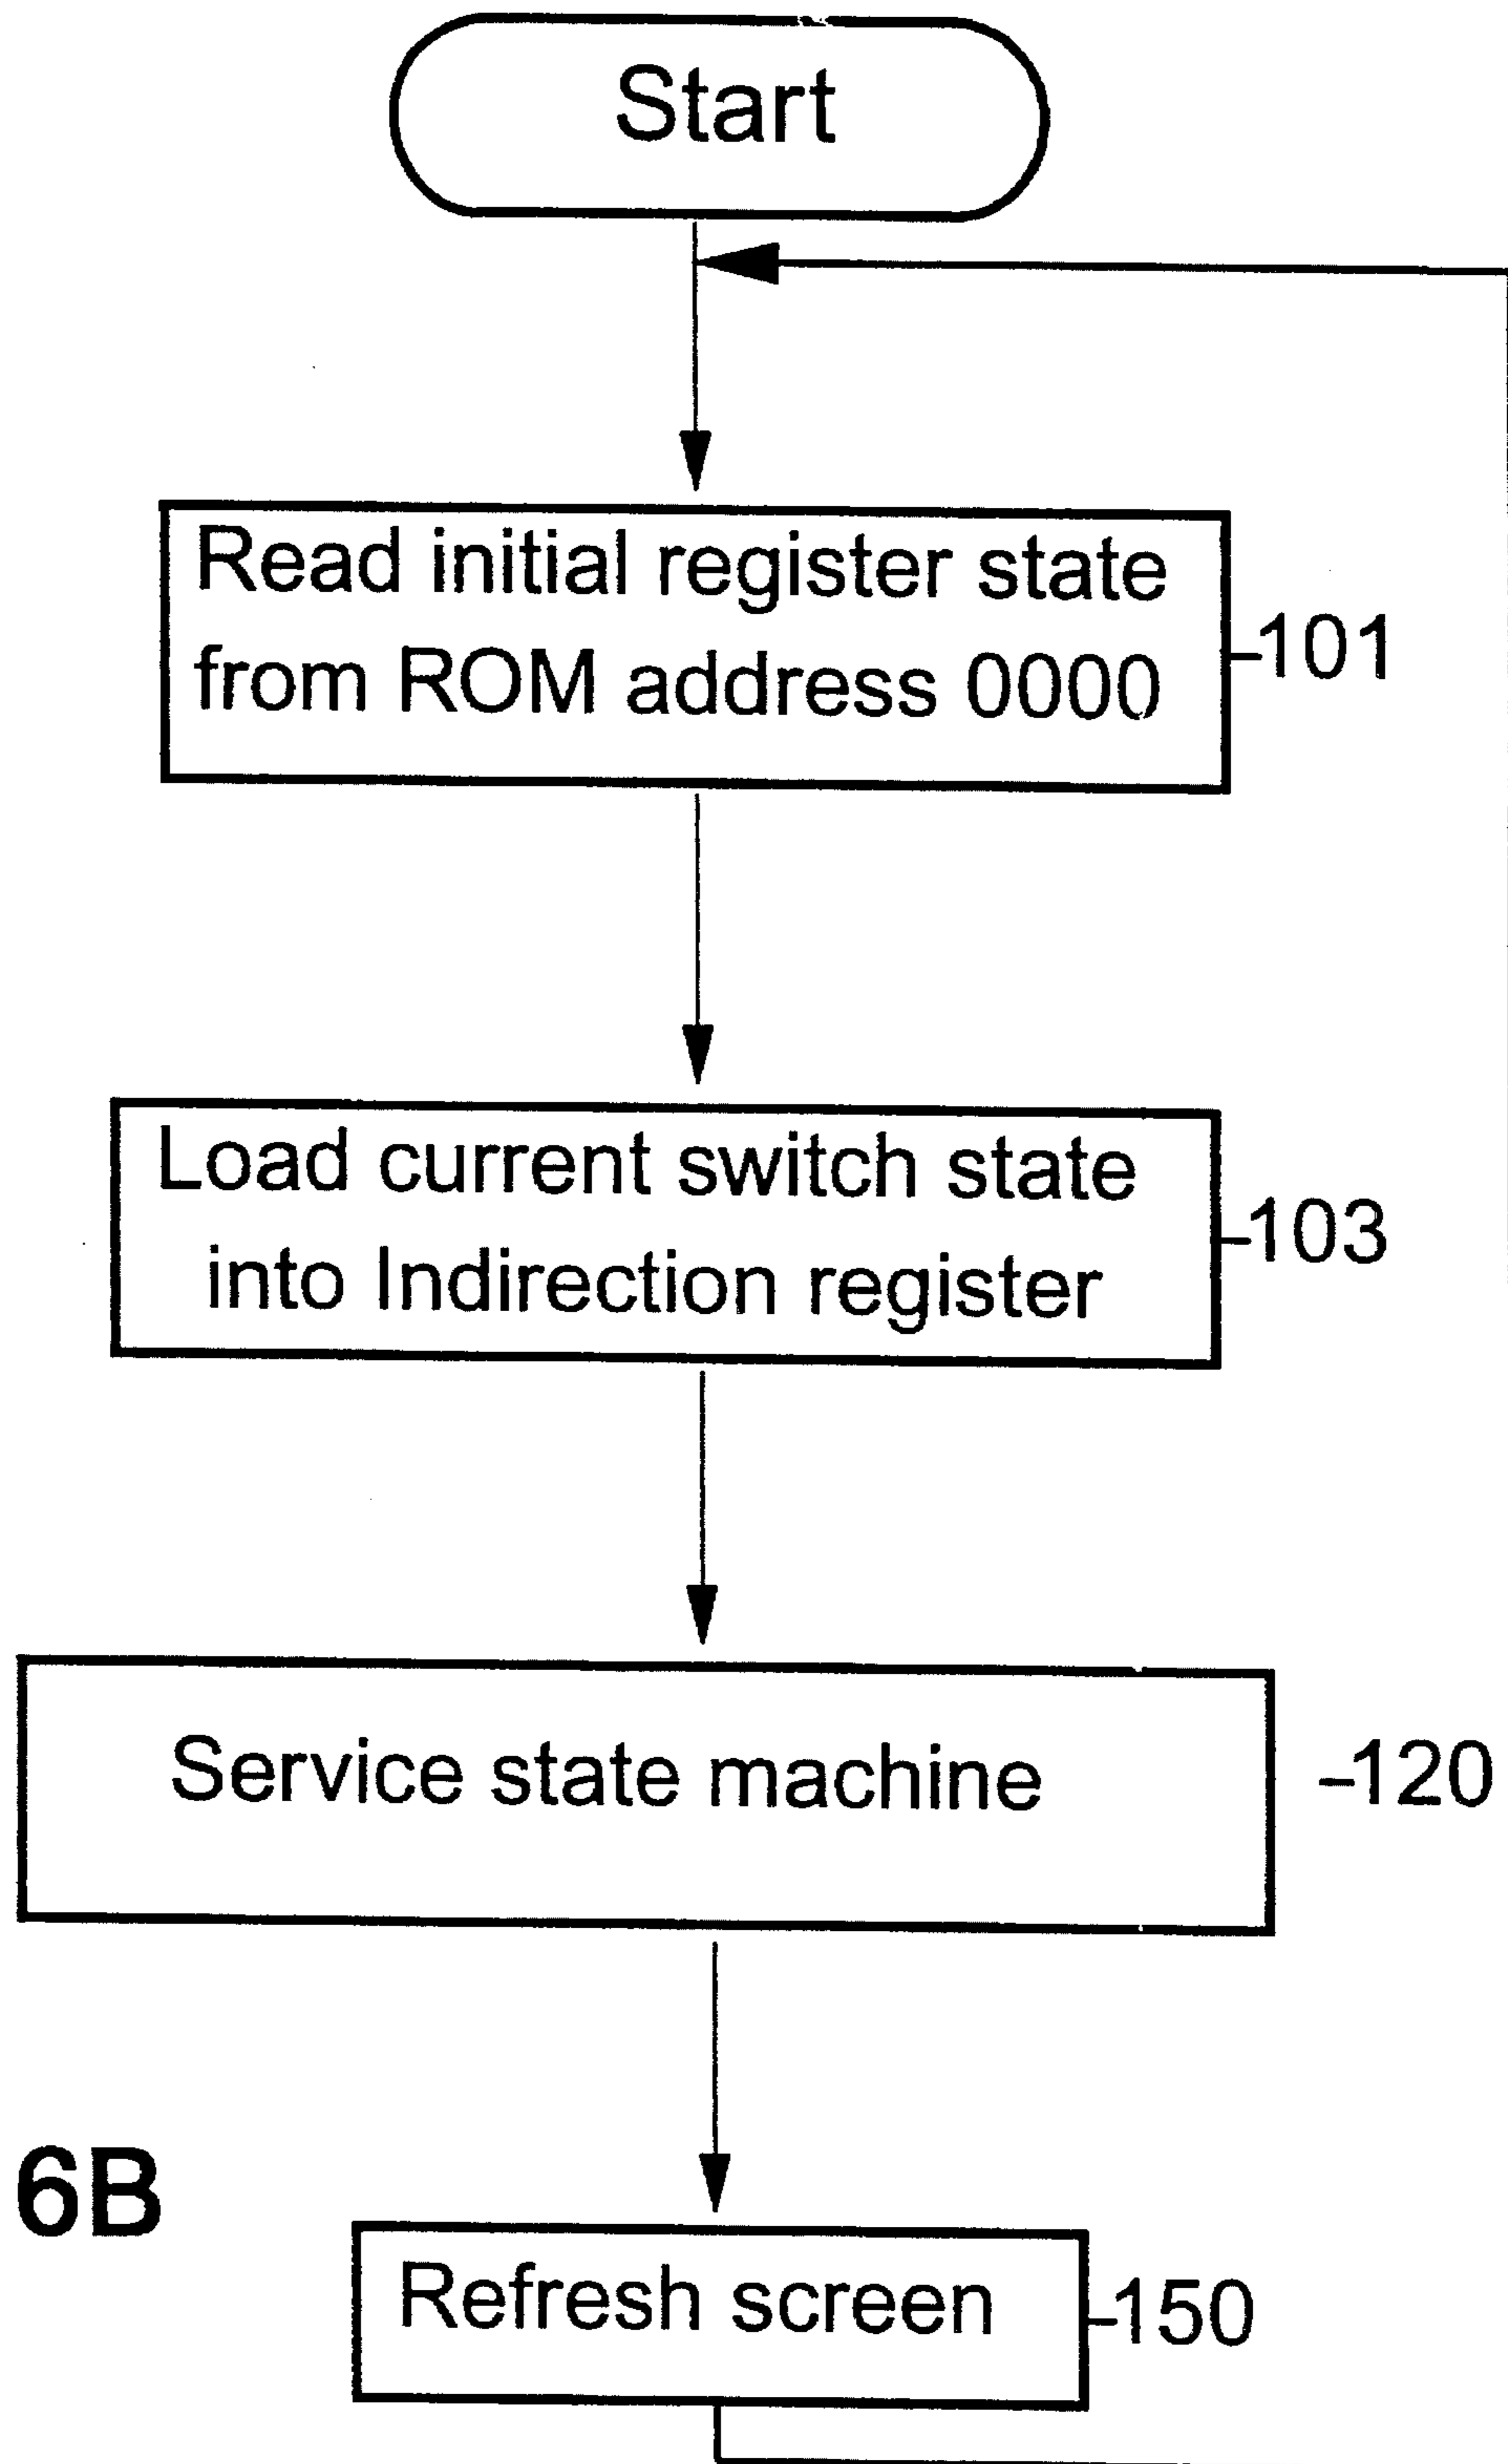 Start
Read initial register state
from ROM address 0000
101
Load current switch state
into Indirection register
103
Service state machine
120
6B
Refresh screen
150